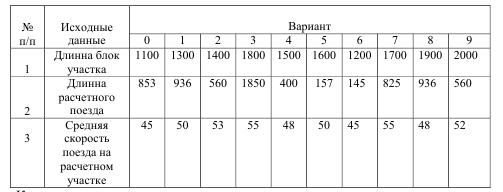 № п/п Исходные данные Вариант
0 1 2 3 4 5 6 7 8 9
1 Длинна блок участка 1100 1300 1400 1800 1500 1600 1200 1700 1900 2000
2 Длинна расчетного поезда 853 936 560 1850 400 157 145 825 936 560
3 Средняя скорость поезда на расчетном участке 45 50 53 55 48 50 45 55 48 52